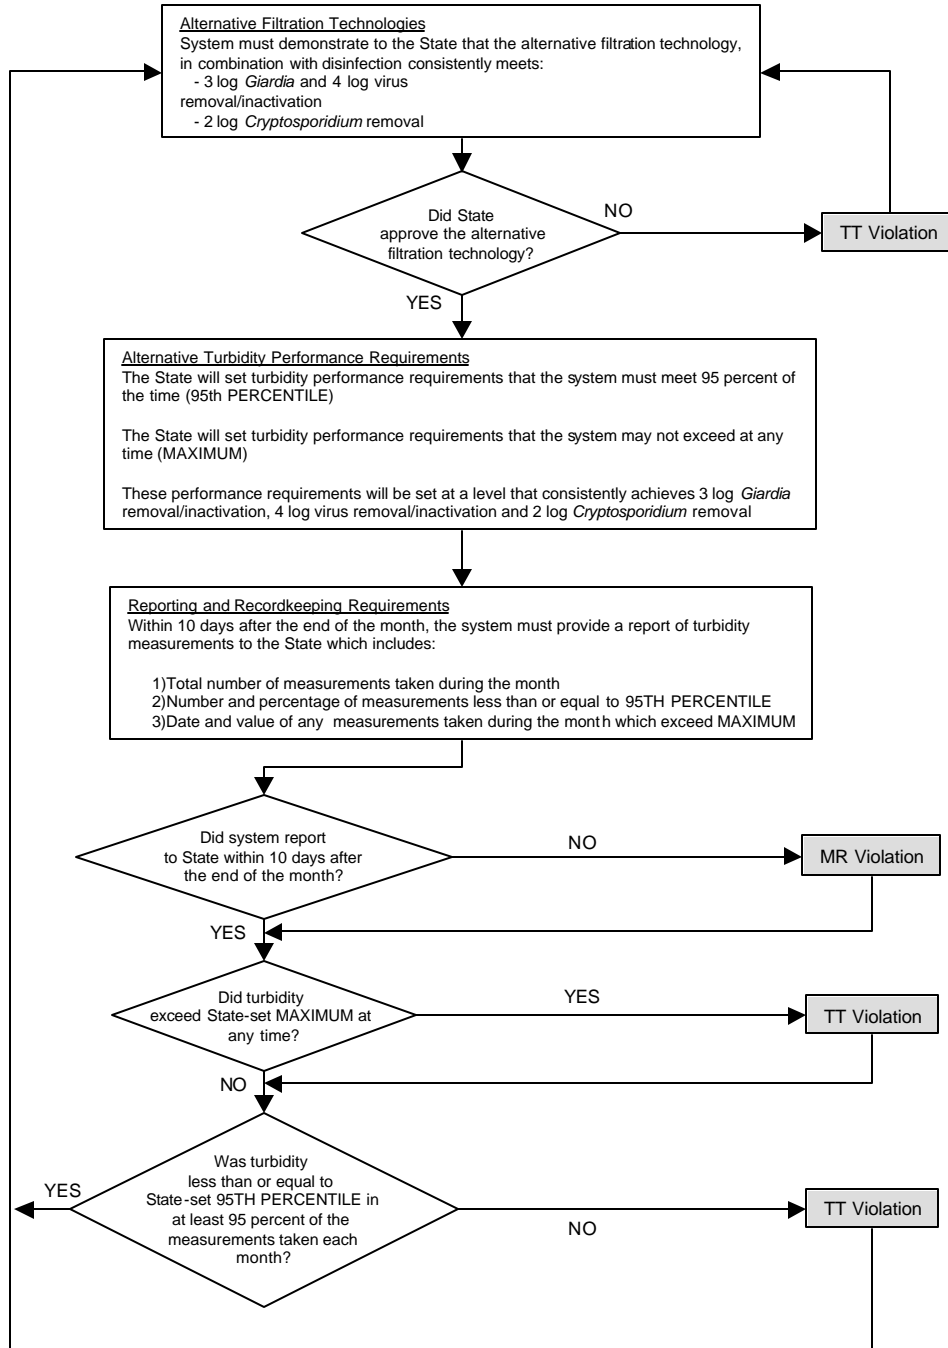 Alternative Filtration Technologies
System must demonstrate to the State that the alternative filtration technology,
in combination with disinfection consistently meets:
- 3 log Giardia and 4 log virus
removal/inactivation
- 2 log Cryptosporidium removal
Did State
approve the alternative
filtration technology?
NO
TT Violation
YES
Alternative Turbidity Performance Requirements
The State will set turbidity performance requirements that the system must meet 95 percent of
the time (95th PERCENTILE)
The State will set turbidity performance requirements that the system may not exceed at any
time (MAXIMUM)
These performance requirements will be set at a level that consistently achieves 3 log Giardia
removal/inactivation, 4 log virus removal/inactivation and 2 log Cryptosporidium removal
Reporting and Recordkeeping Requirements
Within 10 days after the end of the month, the system must provide a report of turbidity
measurements to the State which includes:
1)Total number of measurements taken during the month
2)Number and percentage of measurements less than or equal to 95TH PERCENTILE
3)Date and value of any measurements taken during the month which exceed MAXIMUM
Did system report
to State within 10 days after
the end of the month?
NO
MR Violation
YES
Did turbidity
exceed State-set MAXIMUM at
any time?
YES
TT Violation
NO
Was turbidity
less than or equal to
State-set 95TH PERCENTILE in
at least 95 percent of the
measurements taken each
month?
YES
NO
TT Violation